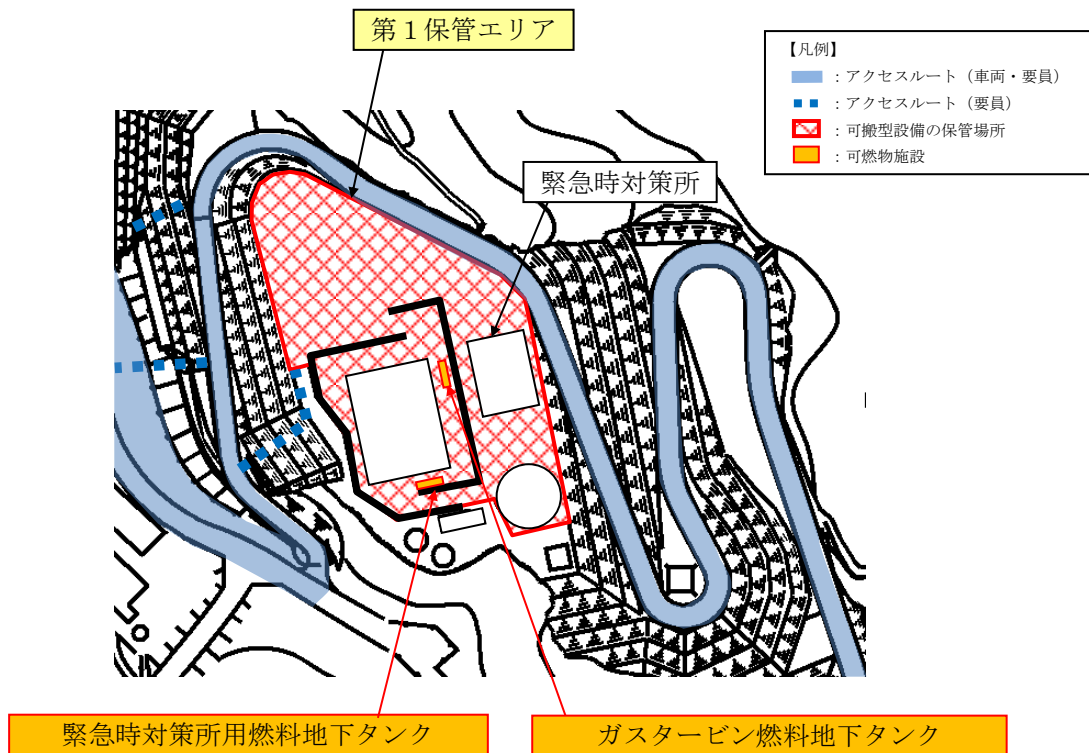 第１保管エリア
【凡例】
：アクセスルート（車両・要員）
：アクセスルート（要員）
：可搬型設備の保管場所
：可燃物施設
緊急時対策所
緊急時対策所用燃料地下タンク
ガスタービン燃料地下タンク